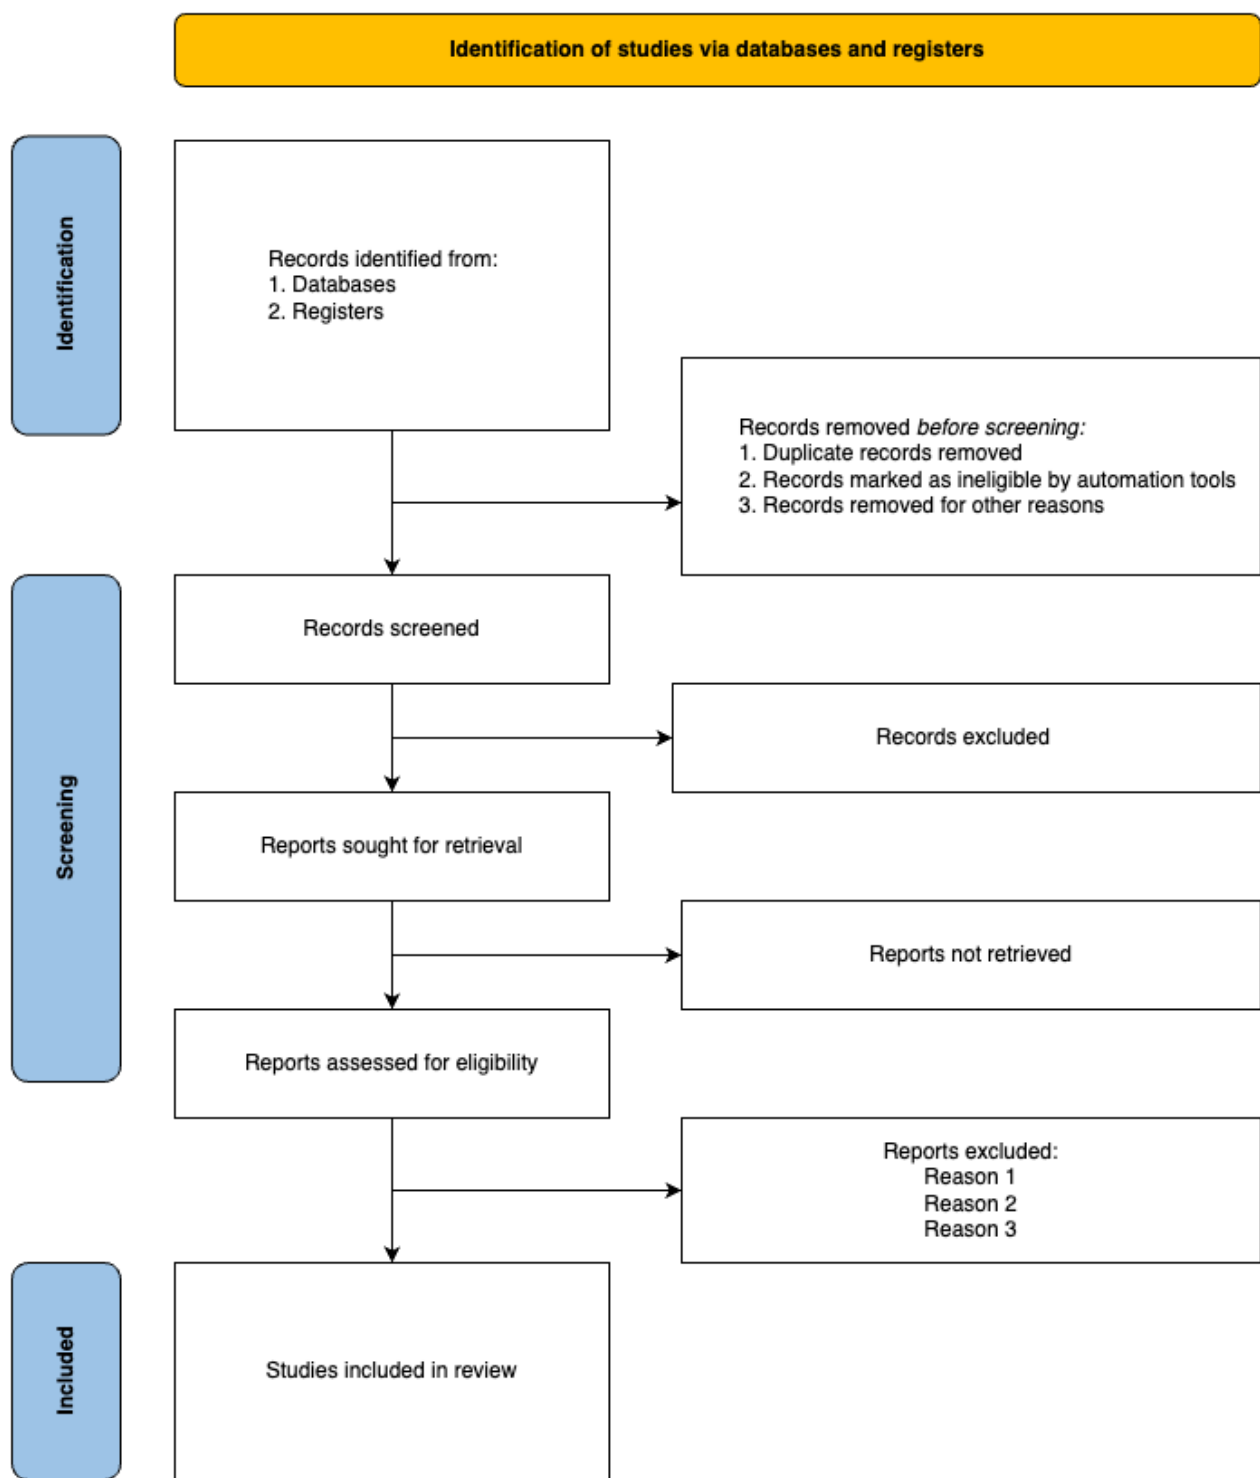 Identification of studies via databases and registers
Identification
Records identified from:
1. Databases
2. Registers
Records removed before screening:
1. Duplicate records removed
2. Records marked as ineligible by automation tools
3. Records removed for other reasons
Screening
Records screened
Records excluded
Reports sought for retrieval
Reports not retrieved
Reports assessed for eligibility
Reports excluded:
Reason 1
Reason 2
Reason 3
Included
Studies included in review